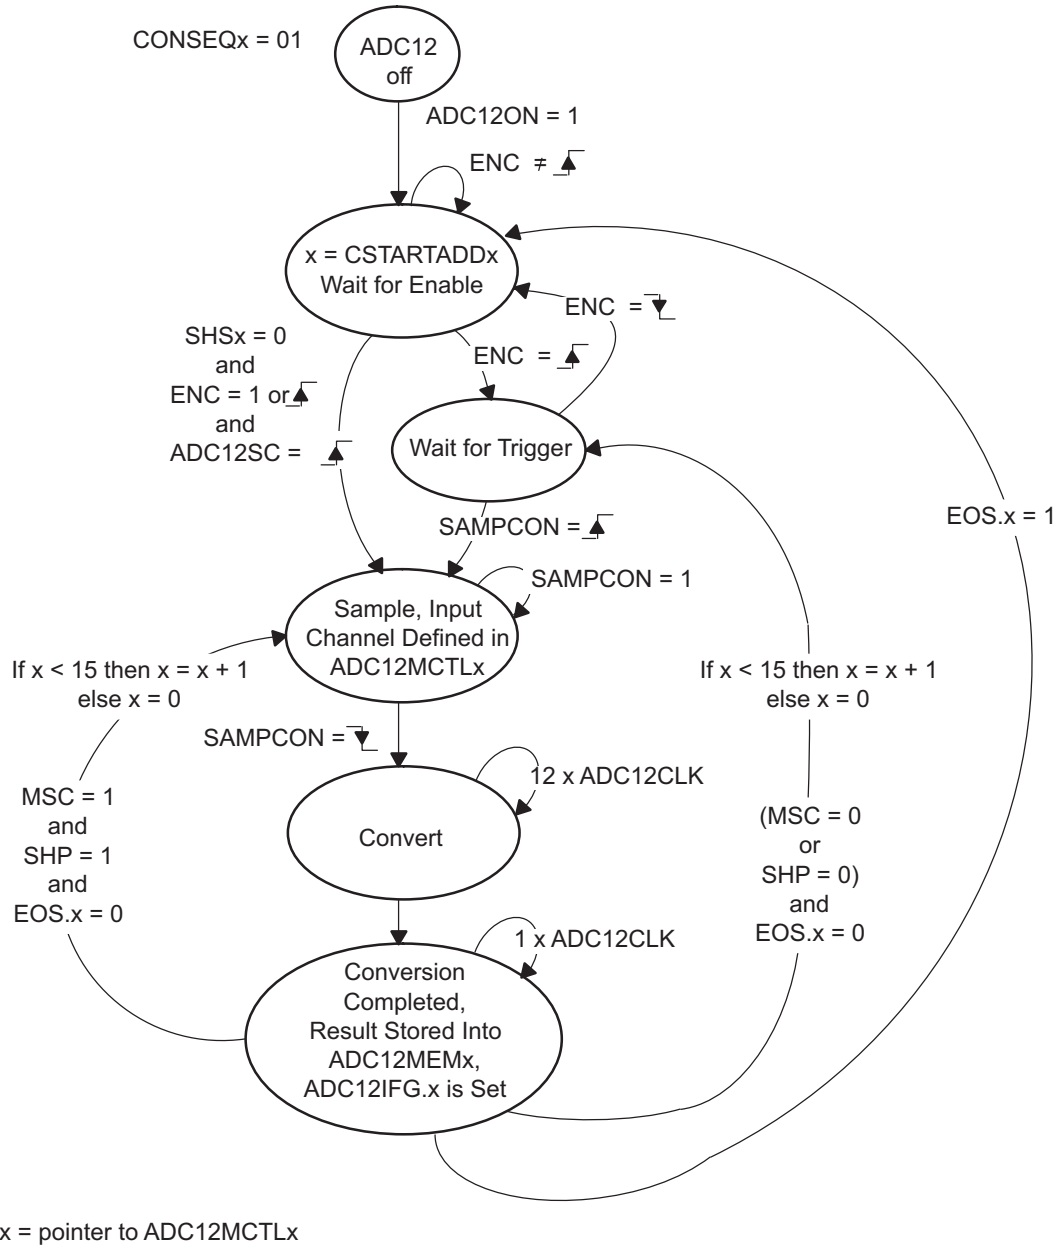 CONSEQx = 01
ADC12
off
ADC12ON = 1
ENC ≠
x = CSTARTADDx
Wait for Enable
ENC =
SHSx = 0
and
ENC = 1 or
and
ADC12SC =
ENC =
Wait for Trigger
EOS.x = 1
SAMPCON =
SAMPCON = 1
Sample, Input
Channel Defined in
ADC12MCTLx
If x < 15 then x = x + 1
else x = 0
If x < 15 then x = x + 1
else x = 0
SAMPCON =
12 x ADC12CLK
Convert
MSC = 1
and
SHP = 1
and
EOS.x = 0
(MSC = 0
or
SHP = 0)
and
EOS.x = 0
1 x ADC12CLK
Conversion
Completed,
Result Stored Into
ADC12MEMx,
ADC12IFG.x is Set
x = pointer to ADC12MCTLx